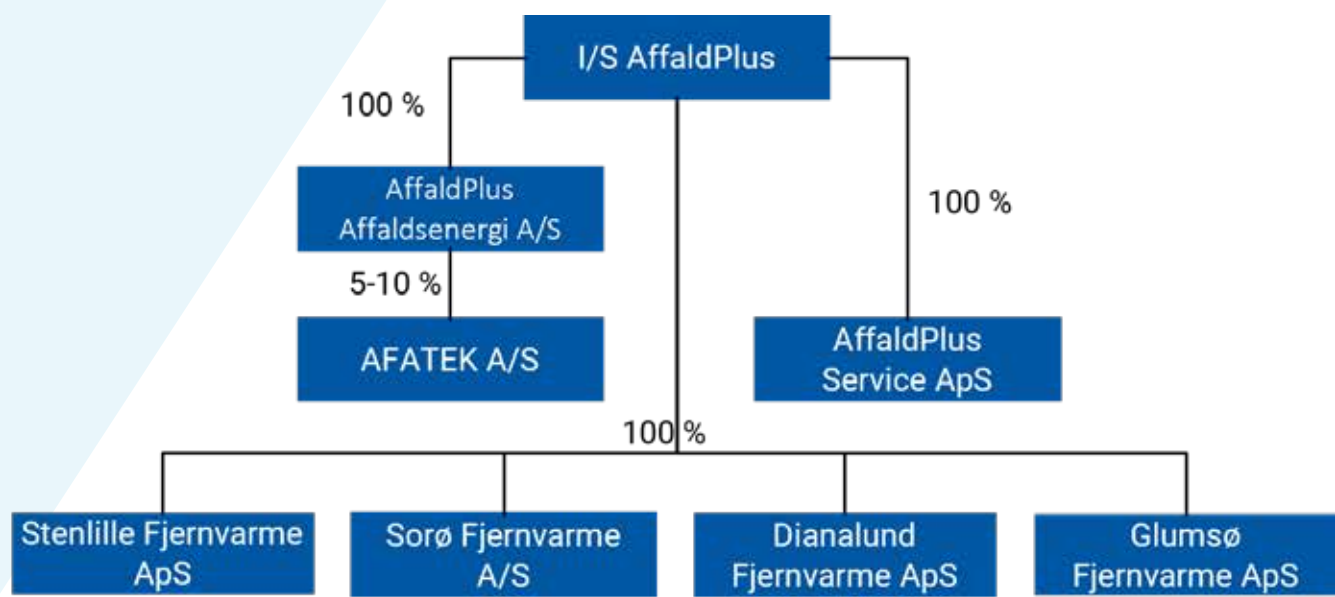 I/S AffaldPlus
100 %
AffaldPlus
Affaldsenergi A/S
100 %
5-10 %
AFATEK A/S
AffaldPlus
Service ApS
100 %
Stenlille Fjernvarme
ApS
Sorø Fjernvarme
A/S
Dianalund
Fjernvarme ApS
Glumsø
Fjernvarme ApS